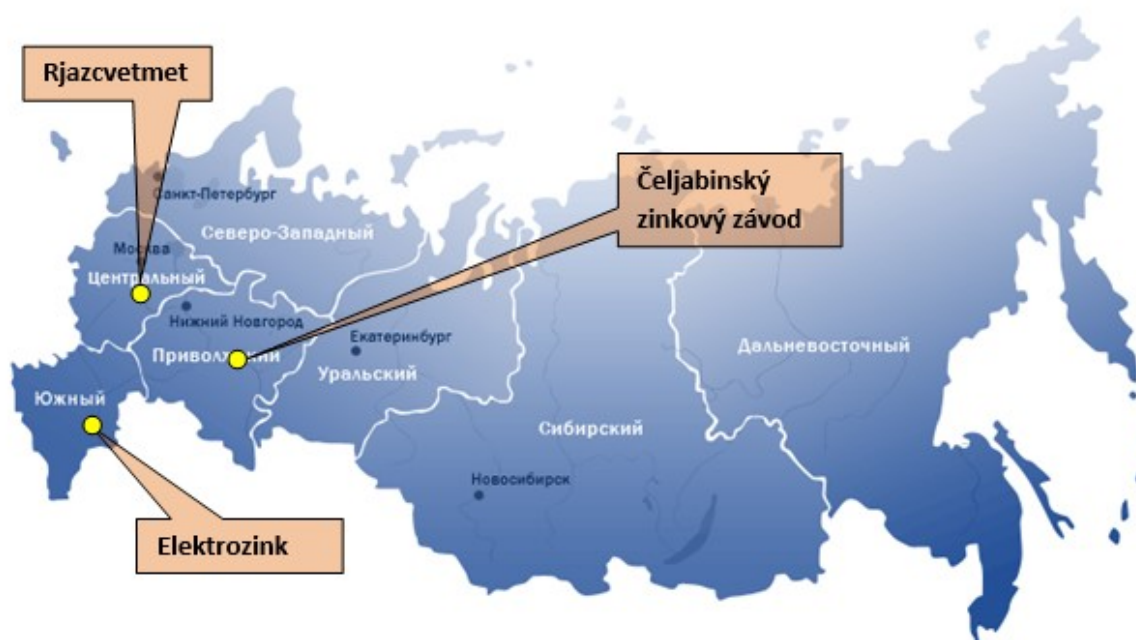 Rjazcvetmet
Čeljabinský
zinkový závod
Санкт-Петербург
Северо-Западный
Москва
Центральный
Нижний Новгород
Екатеринбург
Приволжский
Уральский
Дальневосточный
Южный
Сибирский
Новосибирск
Elektrozink